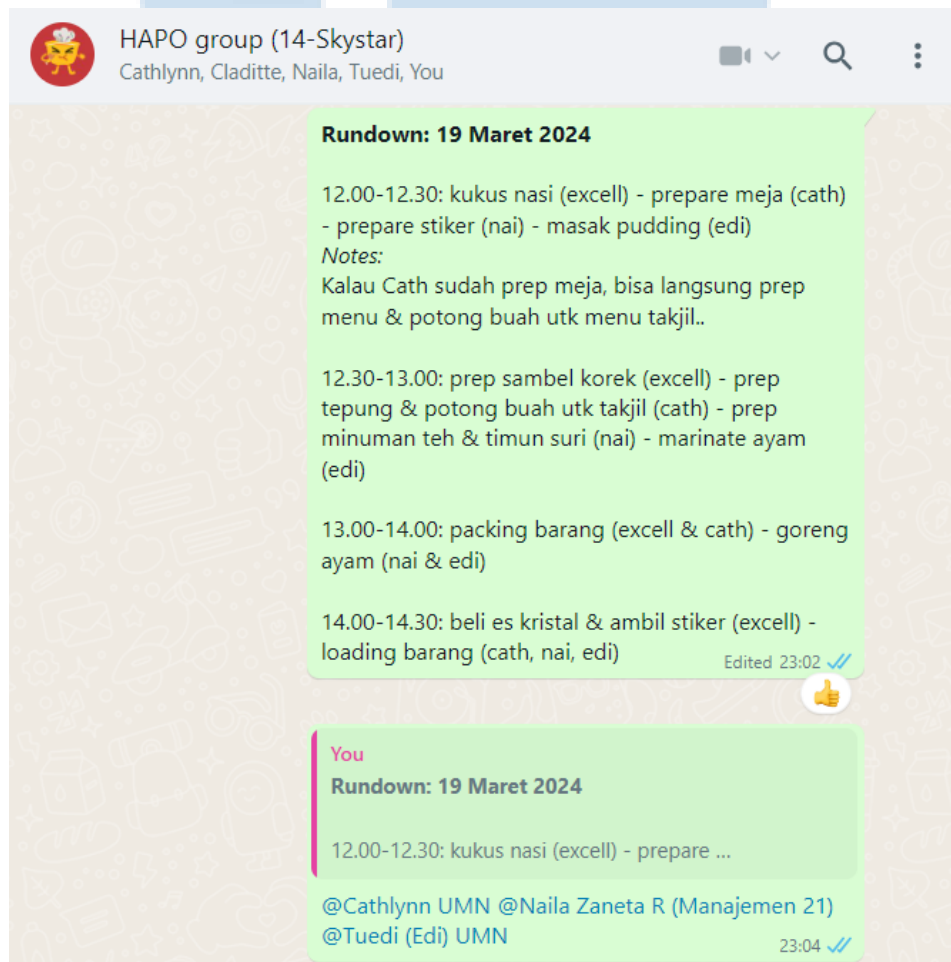 HAPO group (14-Skystar)
Cathlynn, Claditte, Naila, Tuedi, You
Rundown: 19 Maret 2024
12.00-12.30: kukus nasi (excell) - prepare meja (cath)
- prepare stiker (nai) - masak pudding (edi)
Notes:
Kalau Cath sudah prep meja, bisa langsung prep
menu & potong buah utk menu takjil..
12.30-13.00: prep sambel korek (excell) - prep
tepung & potong buah utk takjil (cath) - prep
minuman teh & timun suri (nai) - marinate ayam
(edi)
13.00-14.00: packing barang (excell & cath) - goreng
ayam (nai & edi)
14.00-14.30: beli es kristal & ambil stiker (excell) -
loading barang (cath, nai, edi)
Edited 23:02
You
Rundown: 19 Maret 2024
12.00-12.30: kukus nasi (excell) - prepare ...
@Cathlynn UMN @Naila Zaneta R (Manajemen 21)
@Tuedi (Edi) UMN
23:04